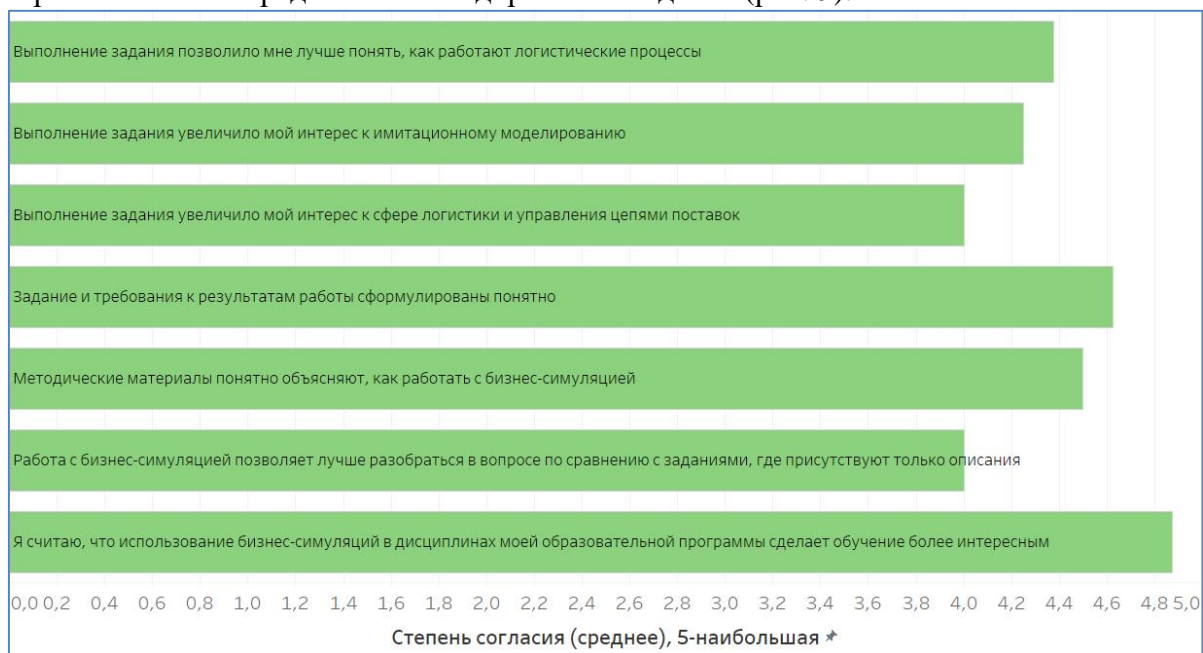 Выполнение задания позволило мне лучше понять, как работают логистические процессы
Выполнение задания увеличило мой интерес к имитационному моделированию
Выполнение задания увеличило мой интерес к сфере логистики и управления цепями поставок
Задание и требования к результатам работы сформулированы понятно
Методические материалы понятно объясняют, как работать с бизнес-симуляцией
Работа с бизнес-симуляцией позволяет лучше разобраться в вопросе по сравнению с заданиями, где присутствуют только описания
Я считаю, что использование бизнес-симуляций в дисциплинах моей образовательной программы сделает обучение более интересным
0,0 0,2 0,4 0,6 0,8 1,0 1,2 1,4 1,6 1,8 2,0 2,2 2,4 2,6 2,8 3,0 3,2 3,4 3,6 3,8 4,0 4,2 4,4 4,6 4,8 5,0
Степень согласия (среднее), 5-наибольшая